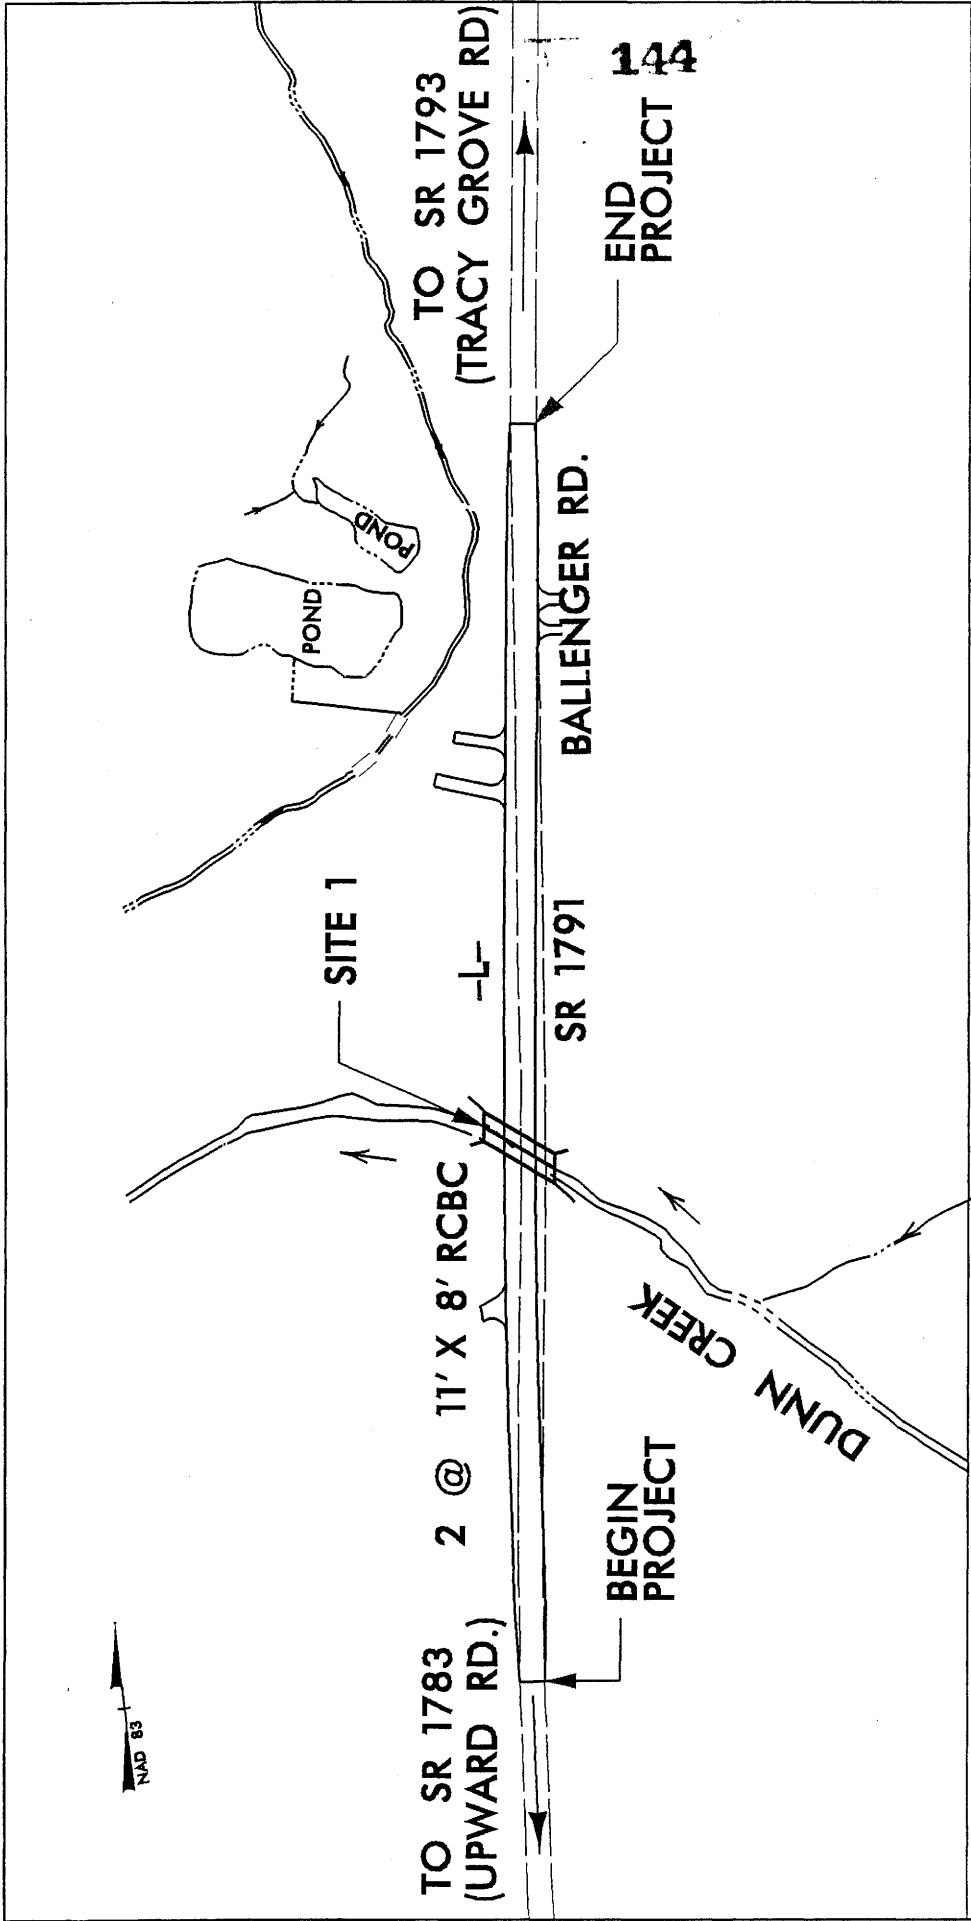 144
NAD 83
TO SR 1783
(UPWARD RD.)
2 @ 11' X 8' RCBC
SITE 1
-L-
POND
POND
TO SR 1793
(TRACY GROVE RD)
BEGIN
PROJECT
DUNN CREEK
SR 1791
BALLENGER RD.
END
PROJECT